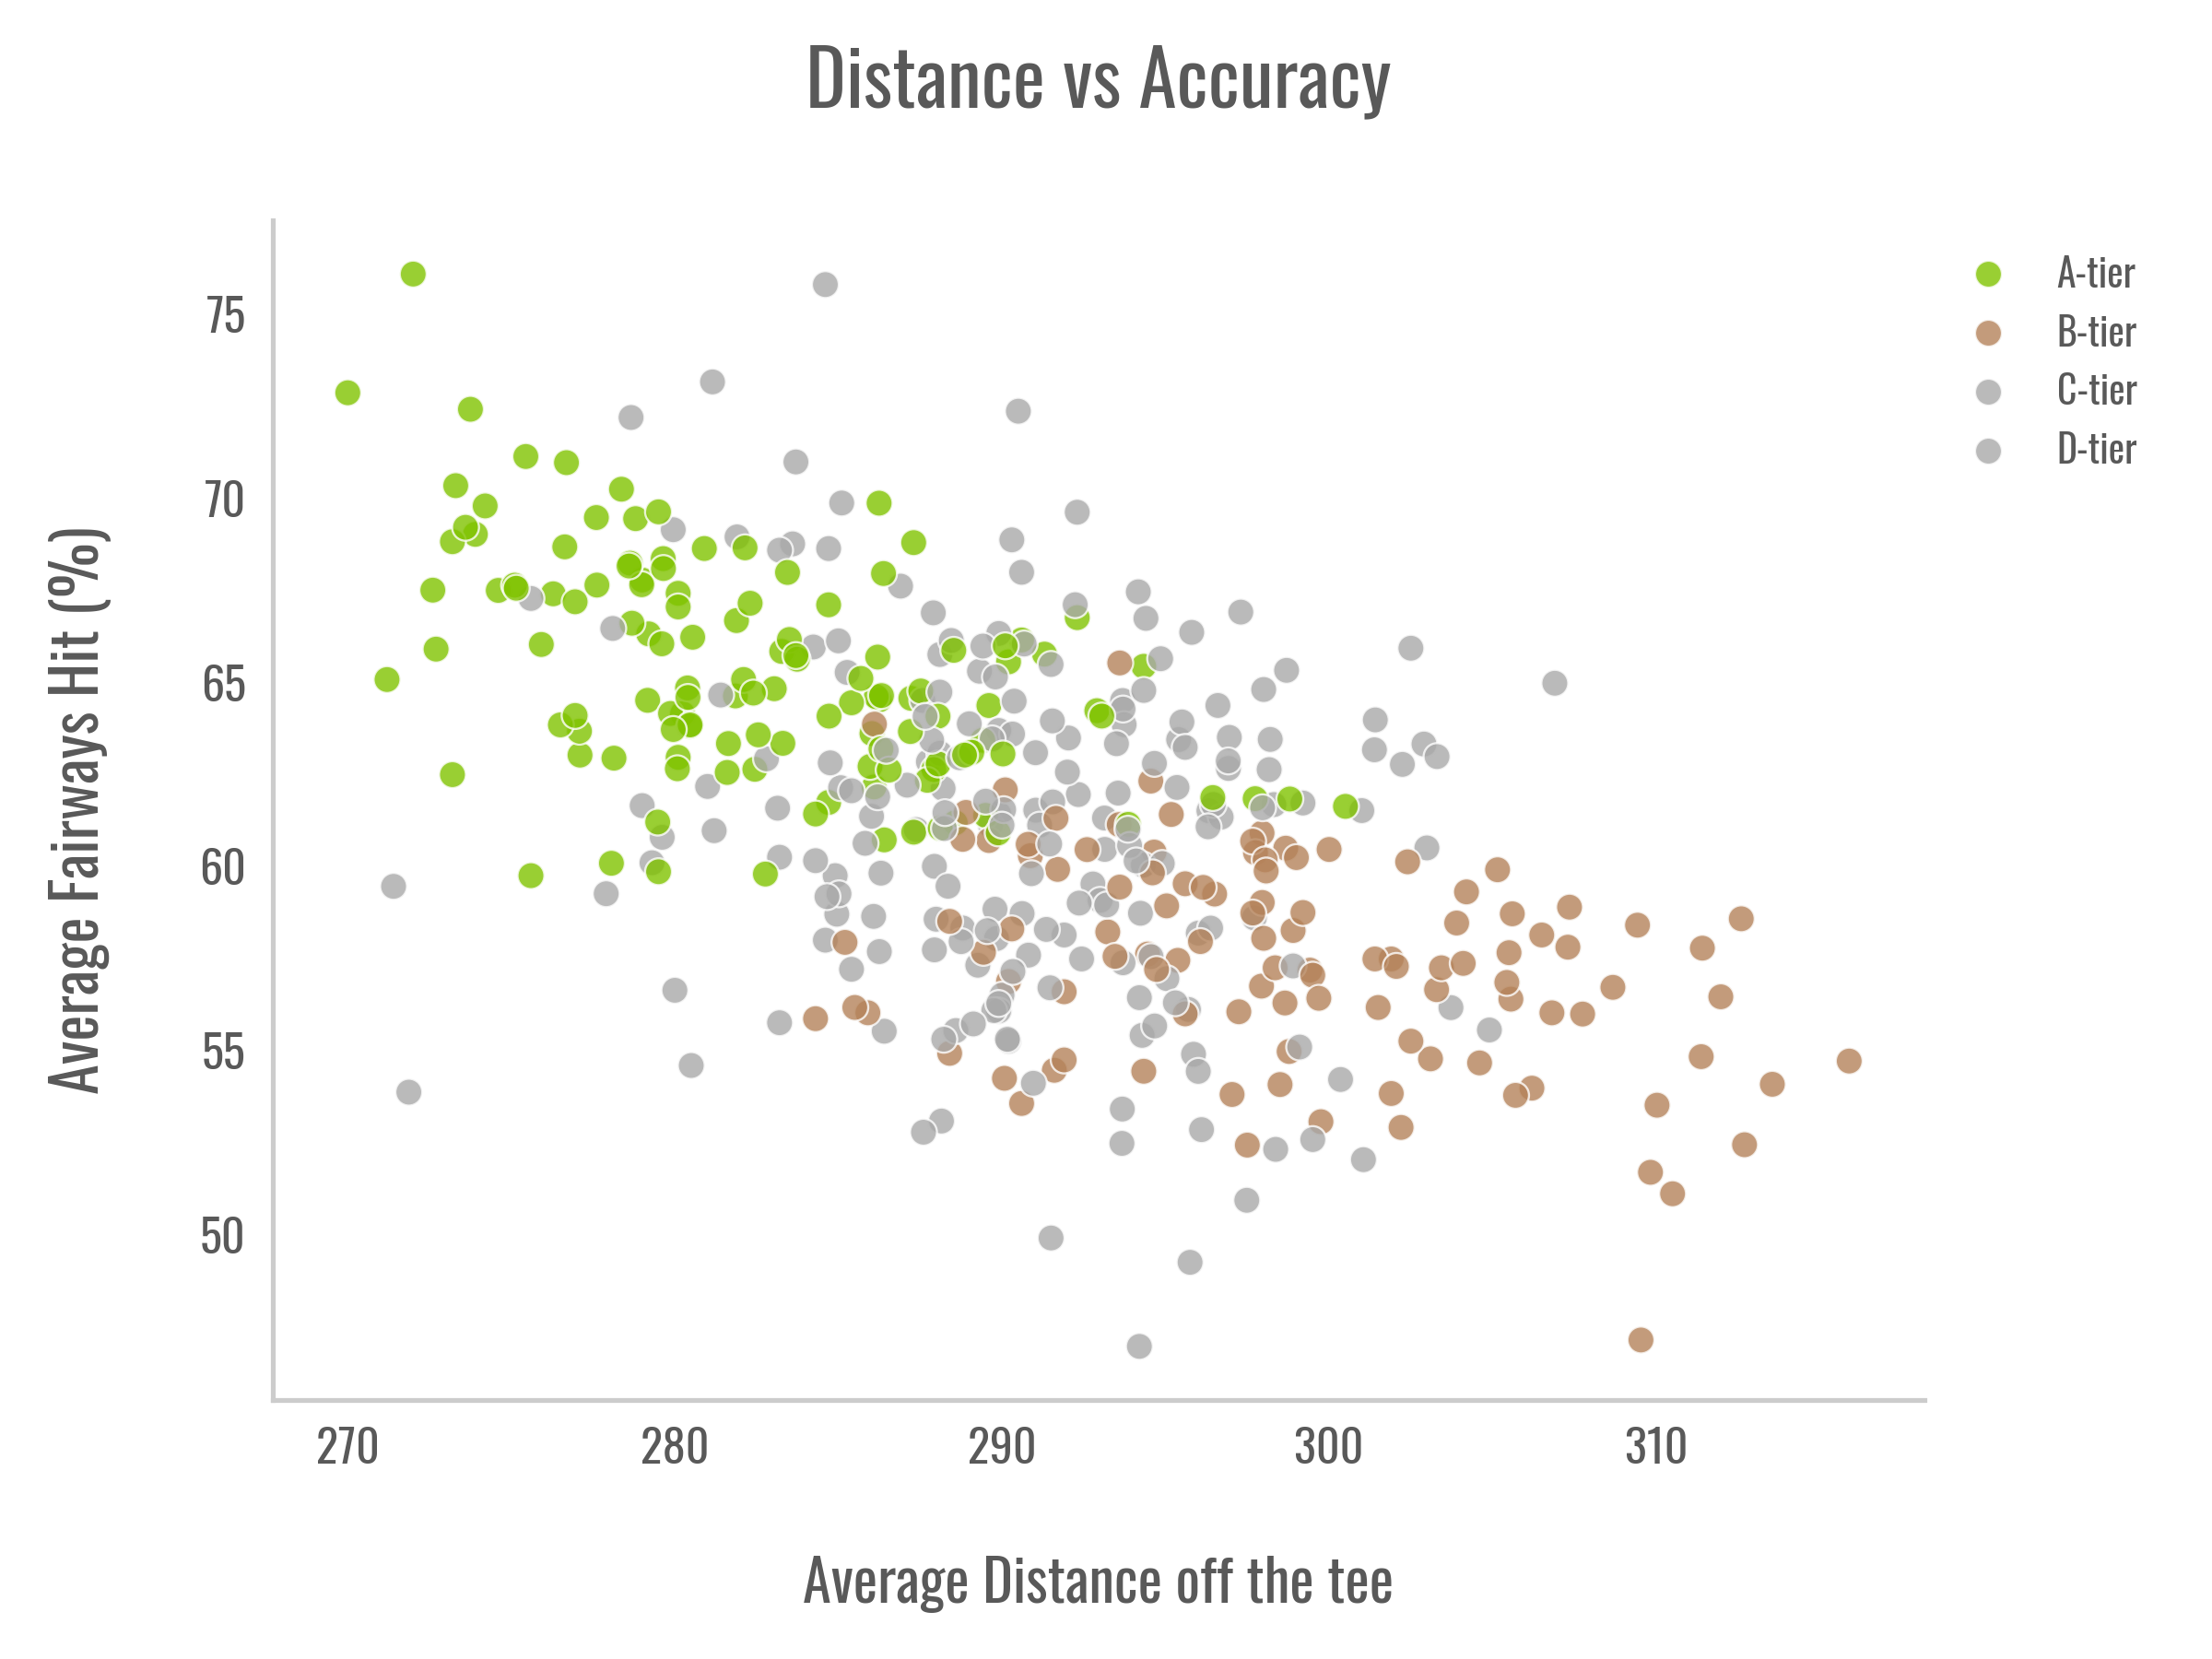 Distance vs Accuracy
A-tier
B-tier
C-tier
D-tier
Average Fairways Hit (%)
75
70
65
60
55
50
270 280 290 300 310
Average Distance off the tee